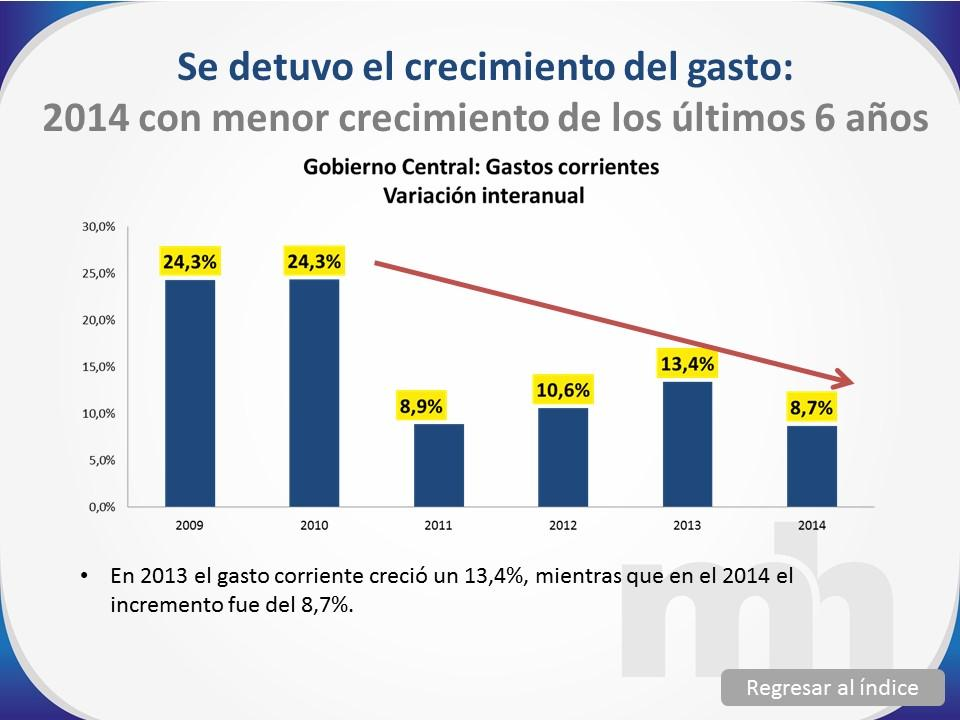 Se detuvo el crecimiento del gasto:
2014 con menor crecimiento de los últimos 6 años
Gobierno Central: Gastos corrientes
Variación interanual
30,0%
25,0%
20,0%
15,0%
10,0%
5,0%
0,0%
24,3%
24,3%
8,9%
10,6%
13,4%
8,7%
2009
2010
2011
2012
2013
2014
• En 2013 el gasto corriente creció un 13,4%, mientras que en el 2014 el
incremento fue del 8,7%.
mh
Regresar al índice